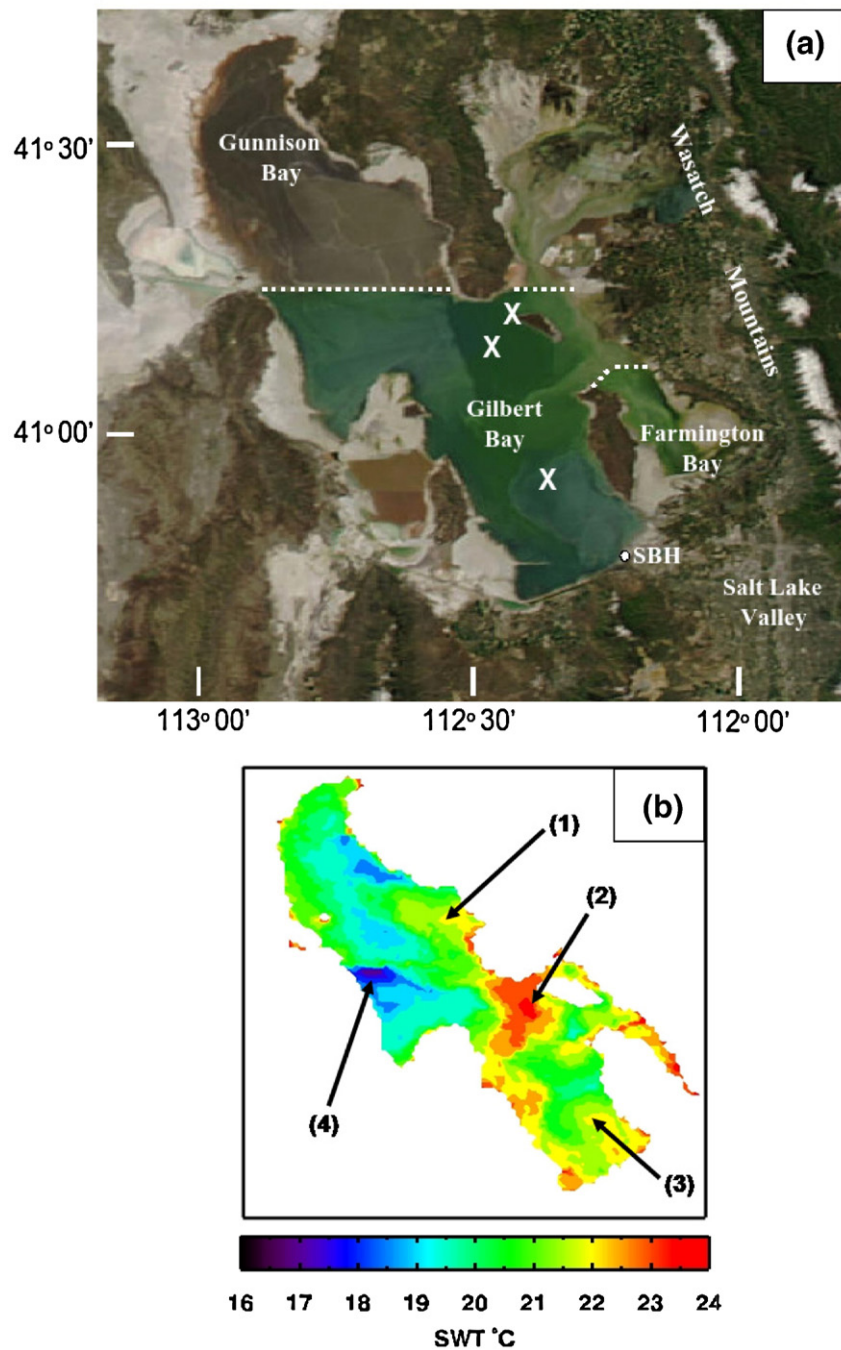 (a)
41° 30'
Gunnison
Bay
Wasatch
Mountains
X
X
41° 00'
Gilbert
Bay
Farmington
Bay
X
SBH
Salt Lake
Valley
113° 00'
112° 30'
112° 00'
(b)
(1)
(2)
(4)
(3)
16 17 18 19 20 21 22 23 24
SWT °C